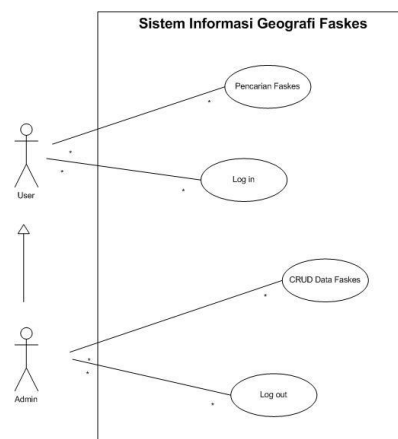 Sistem Informasi Geografi Faskes
Pencarian Faskes
*
*
User
*
Log in
*
CRUD Data Faskes
*
Admin
*
*
Log out
*